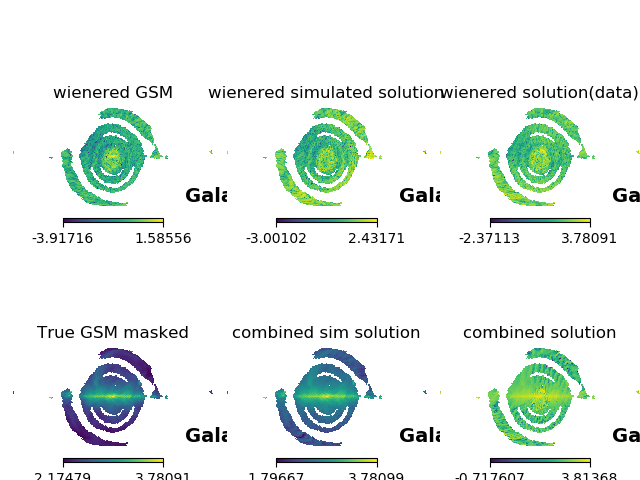 wienered GSM wienered simulated solution wienered solution(data)
Gala Gala Ga
-3.91716 1.58556 -3.00102 2.43171 -2.37113 3.78091
True GSM masked combined sim solution combined solution
Gala Gala Ga
2.17479 3.78091 1.79667 3.78099 -0.717607 3.81368